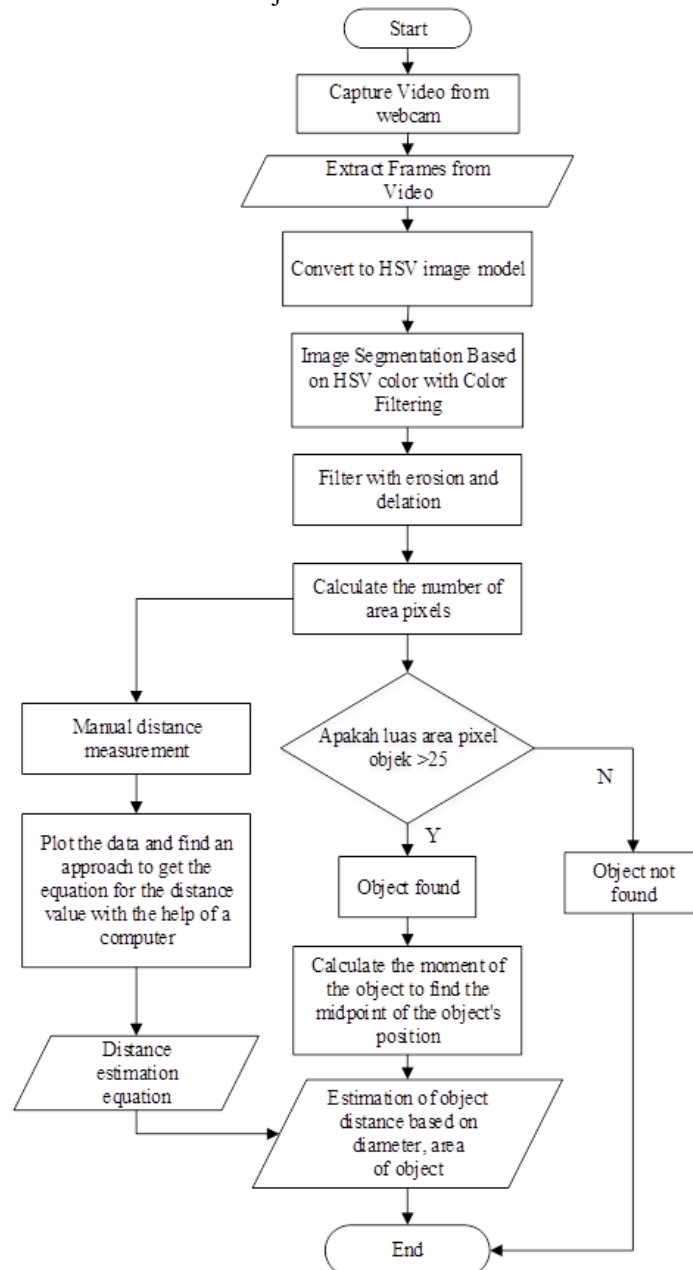 Start
Capture Video from
webcam
Extract Frames from
Video
Convert to HSV image model
Image Segmentation Based
on HSV color with Color
Filtering
Filter with erosion and
delation
Calculate the number of
area pixels
Manual distance
measurement
Apakah luas area pixel
objek >25
N
Y
Plot the data and find an
approach to get the
equation for the distance
value with the help of a
computer
Object found
Object not
found
Calculate the moment of
the object to find the
midpoint of the object's
position
Distance
estimation
equation
Estimation of object
distance based on
diameter, area
of object
End